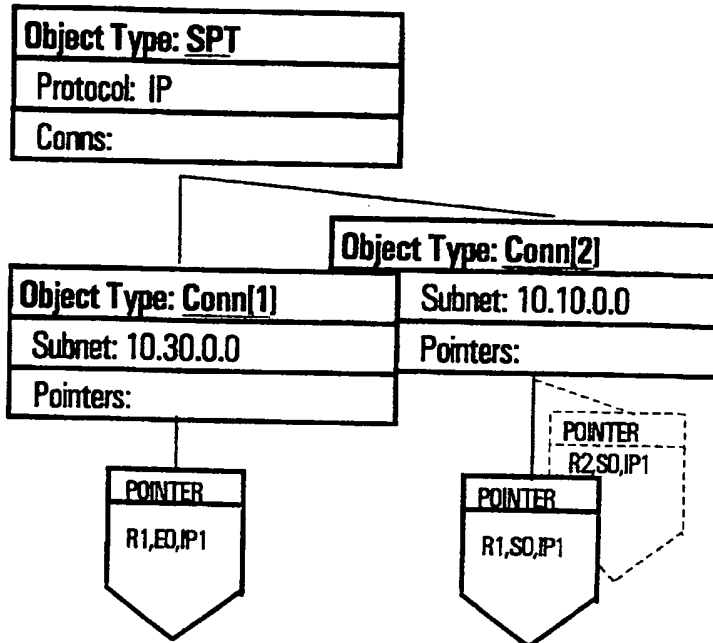 Object Type: SPT
Protocol: IP
Conns:
Object Type: Conn[2]
Subnet: 10.10.0.0
Pointers:
Object Type: Conn[1]
Subnet: 10.30.0.0
Pointers:
POINTER
R1,E0,IP1
POINTER
R1,S0,IP1
POINTER
R2,S0,IP1